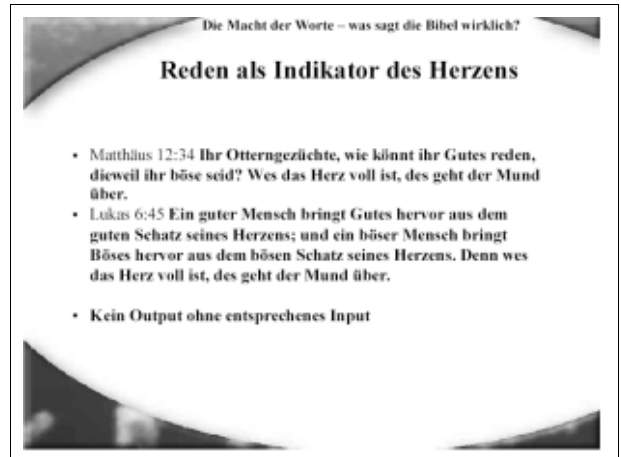 Die Macht der Worte – was sagt die Bibel wirklich?
Reden als Indikator des Herzens
• Matthäus 12:34 Ihr Otterngezüchte, wie könnt ihr Gutes reden,
dieweil ihr böse seid? Wes das Herz voll ist, des geht der Mund
über.
• Lukas 6:45 Ein guter Mensch bringt Gutes hervor aus dem
guten Schatz seines Herzens; und ein böser Mensch bringt
Böses hervor aus dem bösen Schatz seines Herzens. Denn wes
das Herz voll ist, des geht der Mund über.
• Kein Output ohne entsprechenes Input